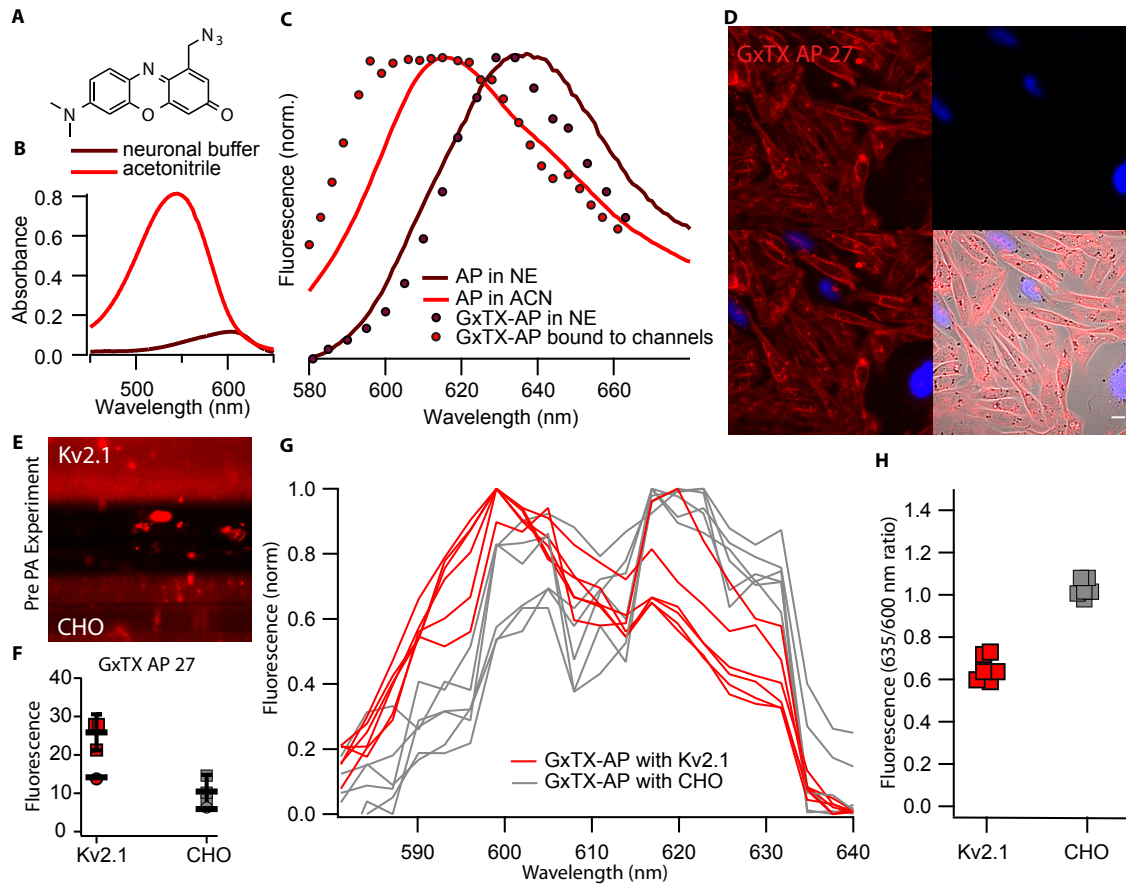 A
N3
N
N
O
O
B
neuronal buffer
acetonitrile
Absorbance
0.8
0.6
0.4
0.2
0.0
500
600
Wavelength (nm)
C
Fluorescence (norm.)
AP in NE
AP in ACN
GxTX-AP in NE
GxTX-AP bound to channels
580
600
620
640
660
Wavelength (nm)
D
GxTX AP 27
E
Pre PA Experiment
Kv2.1
CHO
F
GxTX AP 27
Fluorescence
40
30
20
10
0
Kv2.1
CHO
G
Fluorescence (norm)
1.0
0.8
0.6
0.4
0.2
0.0
GxTX-AP with Kv2.1
GxTX-AP with CHO
590
600
610
620
630
640
Wavelength (nm)
H
Fluorescence (635/600 nm ratio)
1.4
1.2
1.0
0.8
0.6
0.4
0.2
0.0
Kv2.1
CHO